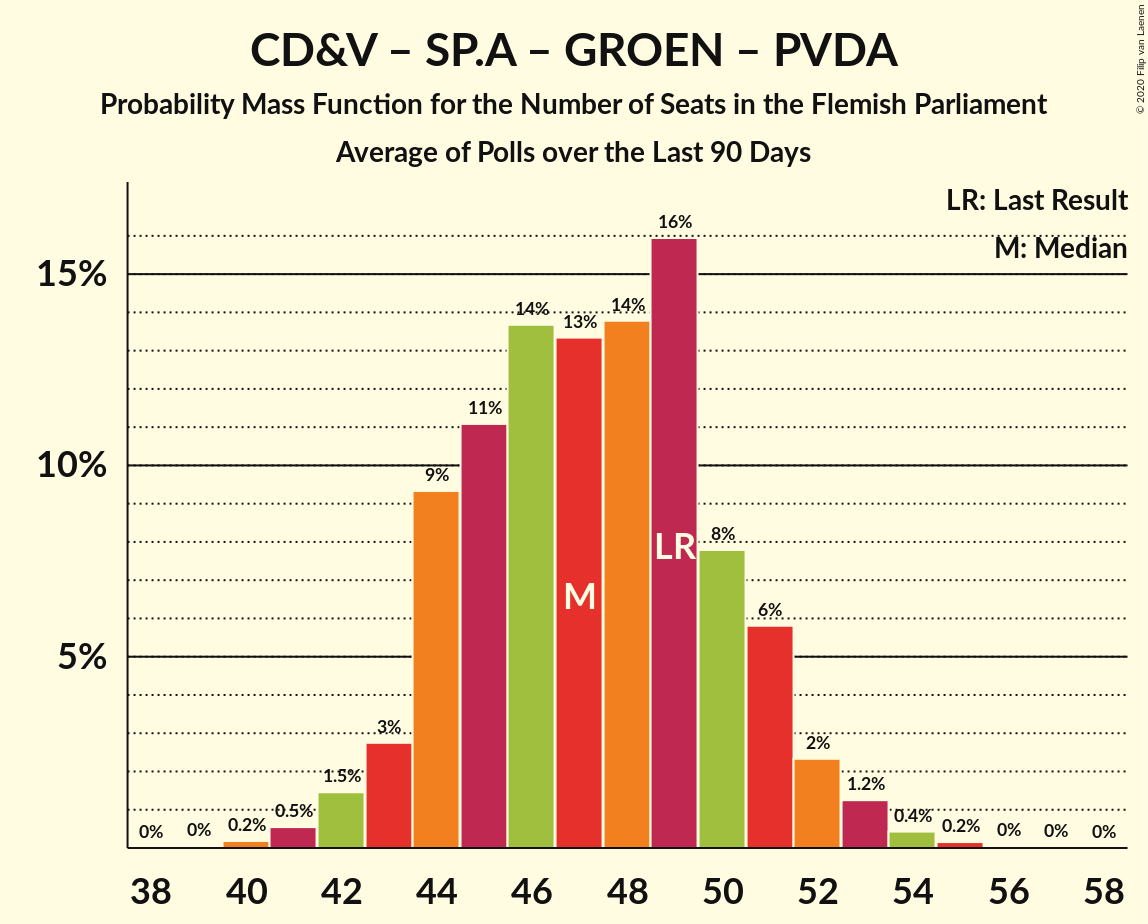 CD&V – SP.A – GROEN – PVDA
Probability Mass Function for the Number of Seats in the Flemish Parliament
Average of Polls over the Last 90 Days
© 2020 Filip van Laenen
LR: Last Result
M: Median
15%
10%
5%
0%
0%
0.2%
0.5%
1.5%
3%
9%
11%
14%
13%
14%
16%
8%
6%
2%
1.2%
0.4%
0.2%
0%
0%
0%
M
LR
38 40 42 44 46 48 50 52 54 56 58